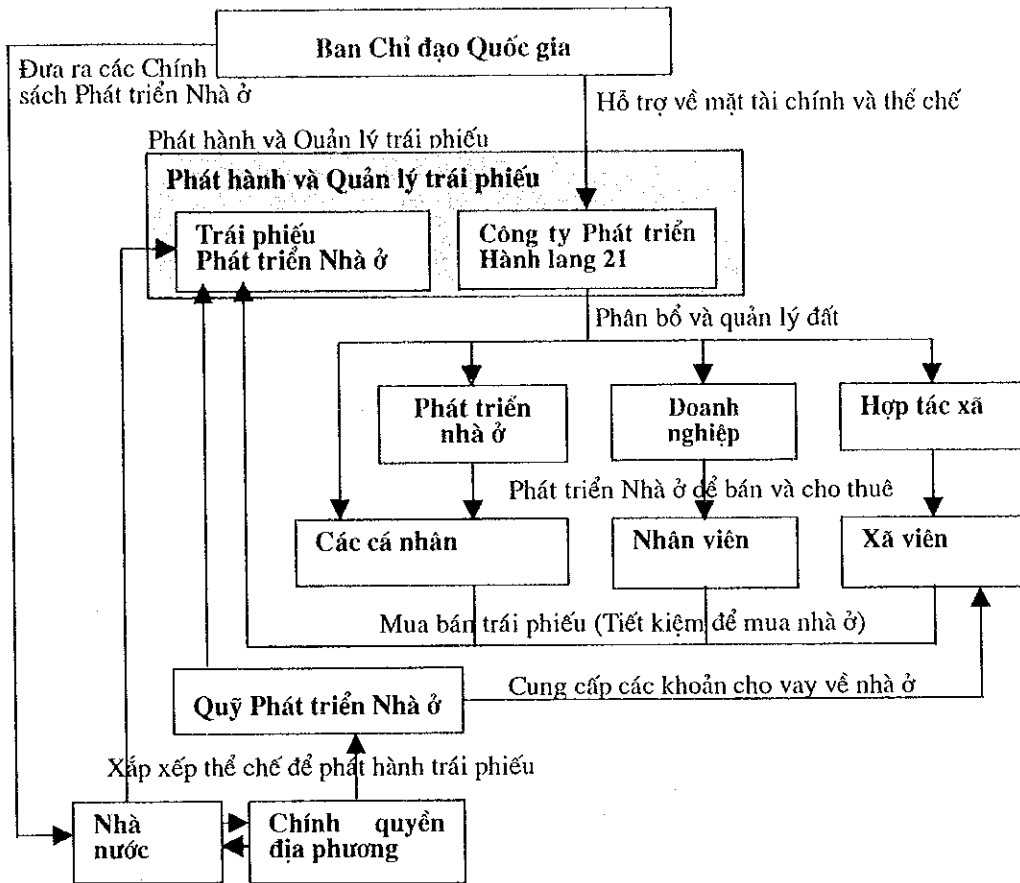 Ban Chỉ đạo Quốc gia
Đưa ra các Chính
sách Phát triển Nhà ở
Hỗ trợ về mặt tài chính và thế chế
Phát hành và Quản lý trái phiếu
Phát hành và Quản lý trái phiếu
Trái phiếu
Phát triển Nhà ở
Công ty Phát triển
Hành lang 21
Phân bổ và quản lý đất
Phát triển
nhà ở
Doanh
nghiệp
Hợp tác xã
Phát triển Nhà ở để bán và cho thuê
Các cá nhân
Nhân viên
Xã viên
Mua bán trái phiếu (Tiết kiệm để mua nhà ở)
Cung cấp các khoản cho vay về nhà ở
Quỹ Phát triển Nhà ở
Xắp xếp thể chế để phát hành trái phiếu
Nhà
nước
Chính quyền
địa phương